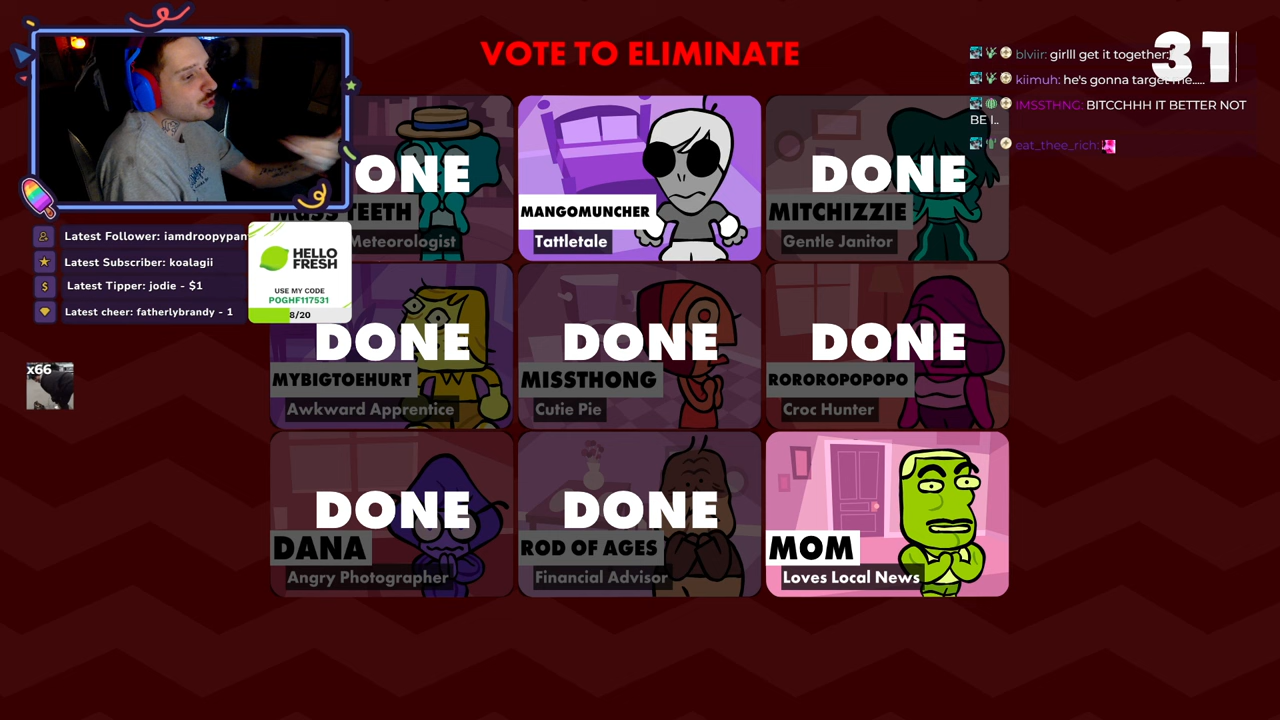 VOTE TO ELIMINATE
31
blviir: girlll get it together
kiimuh: he's gonna target me.....
IMSSTHNG: BITCCHHH IT BETTER NOT
BE I..
eat_thee_rich:
ONE
TEETH
Meteorologist
MANGOMUNCHER
Tattletale
DONE
MITCHIZZIE
Gentle Janitor
Latest Follower: iamdroopypan
Latest Subscriber: koalagii
Latest Tipper: jodie - $1
Latest cheer: fatherlybrandy - 1
HELLO
FRESH
USE MY CODE
POGHF117531
8/20
x66
DONE
MYBIGTOEHURT
Awkward Apprentice
DONE
MISSTHONG
Cutie Pie
DONE
ROROROPOPOPO
Croc Hunter
DONE
DANA
Angry Photographer
DONE
ROD OF AGES
Financial Advisor
MOM
Loves Local News